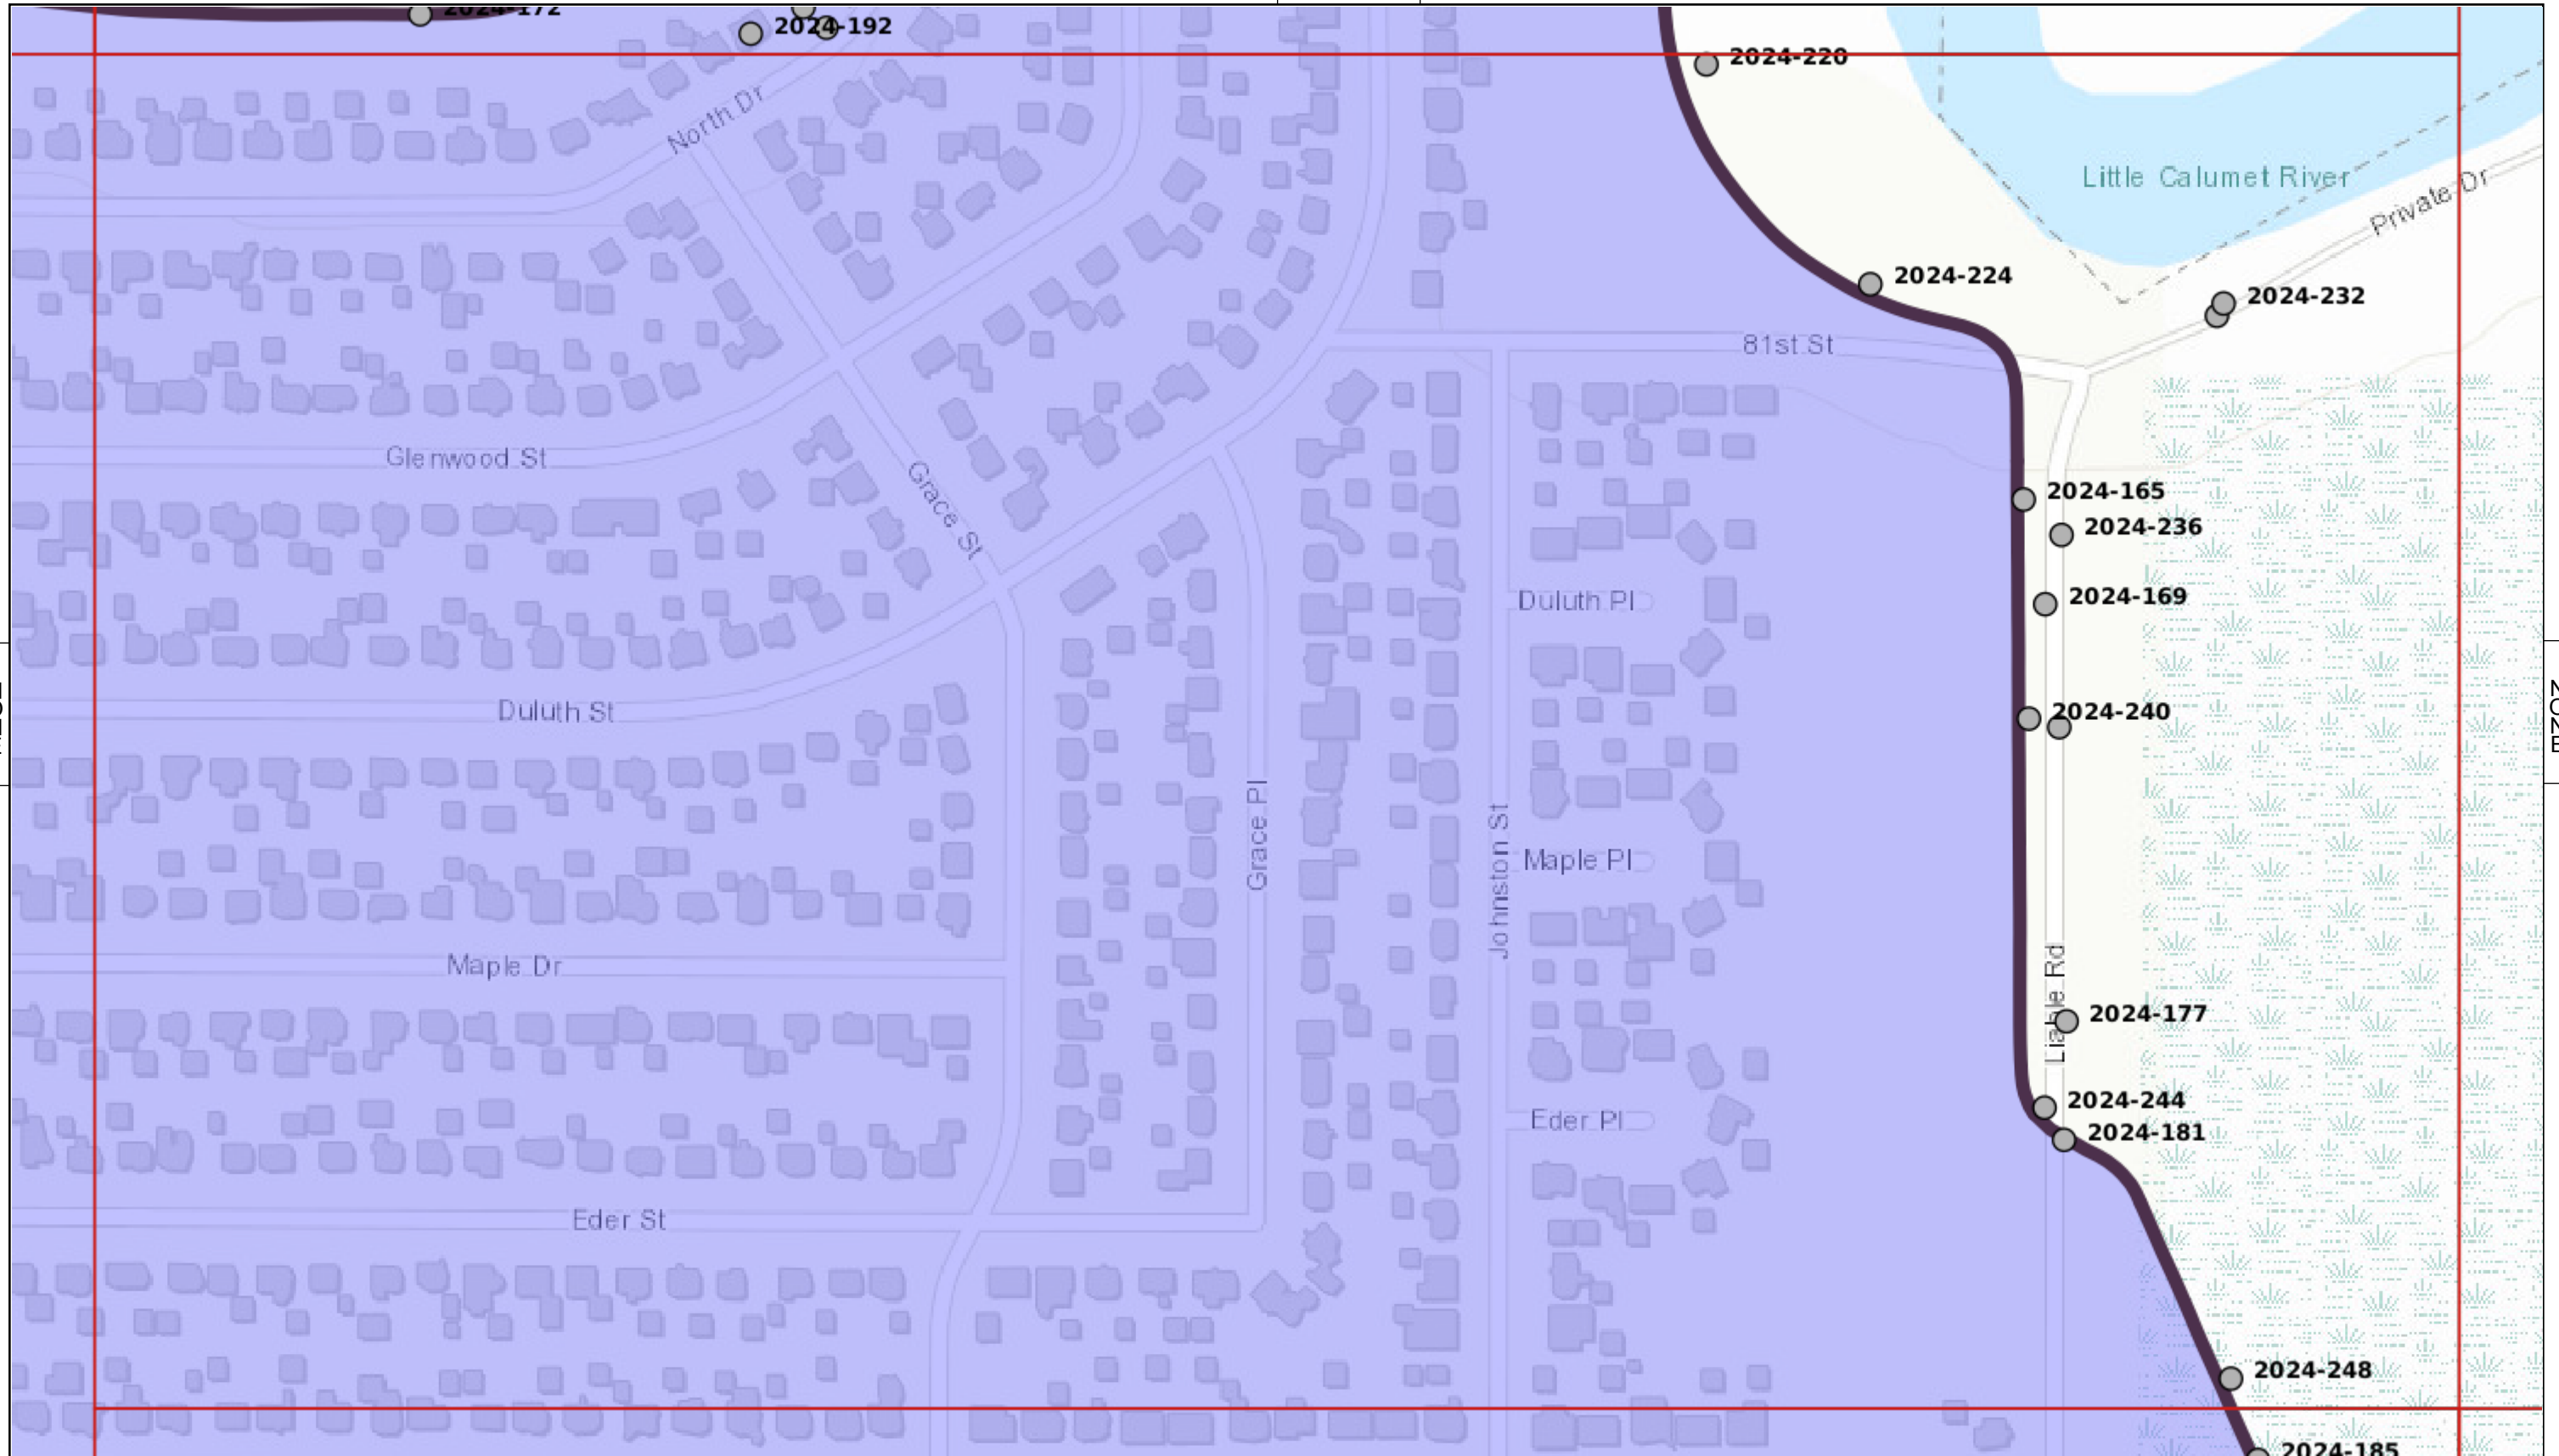 2024-172
2024-192
2024-220
North Dr
Little Calumet River
Private Dr
2024-224
2024-232
81st St
Glenwood St
Grace St
2024-165
2024-236
2024-169
Duluth Pl
Duluth St
2024-240
NONE
Grace Pl
Johnston St
Maple Pl
Maple Dr
Liable Rd
2024-177
2024-244
2024-181
Eder Pl
Eder St
2024-248
2024-185